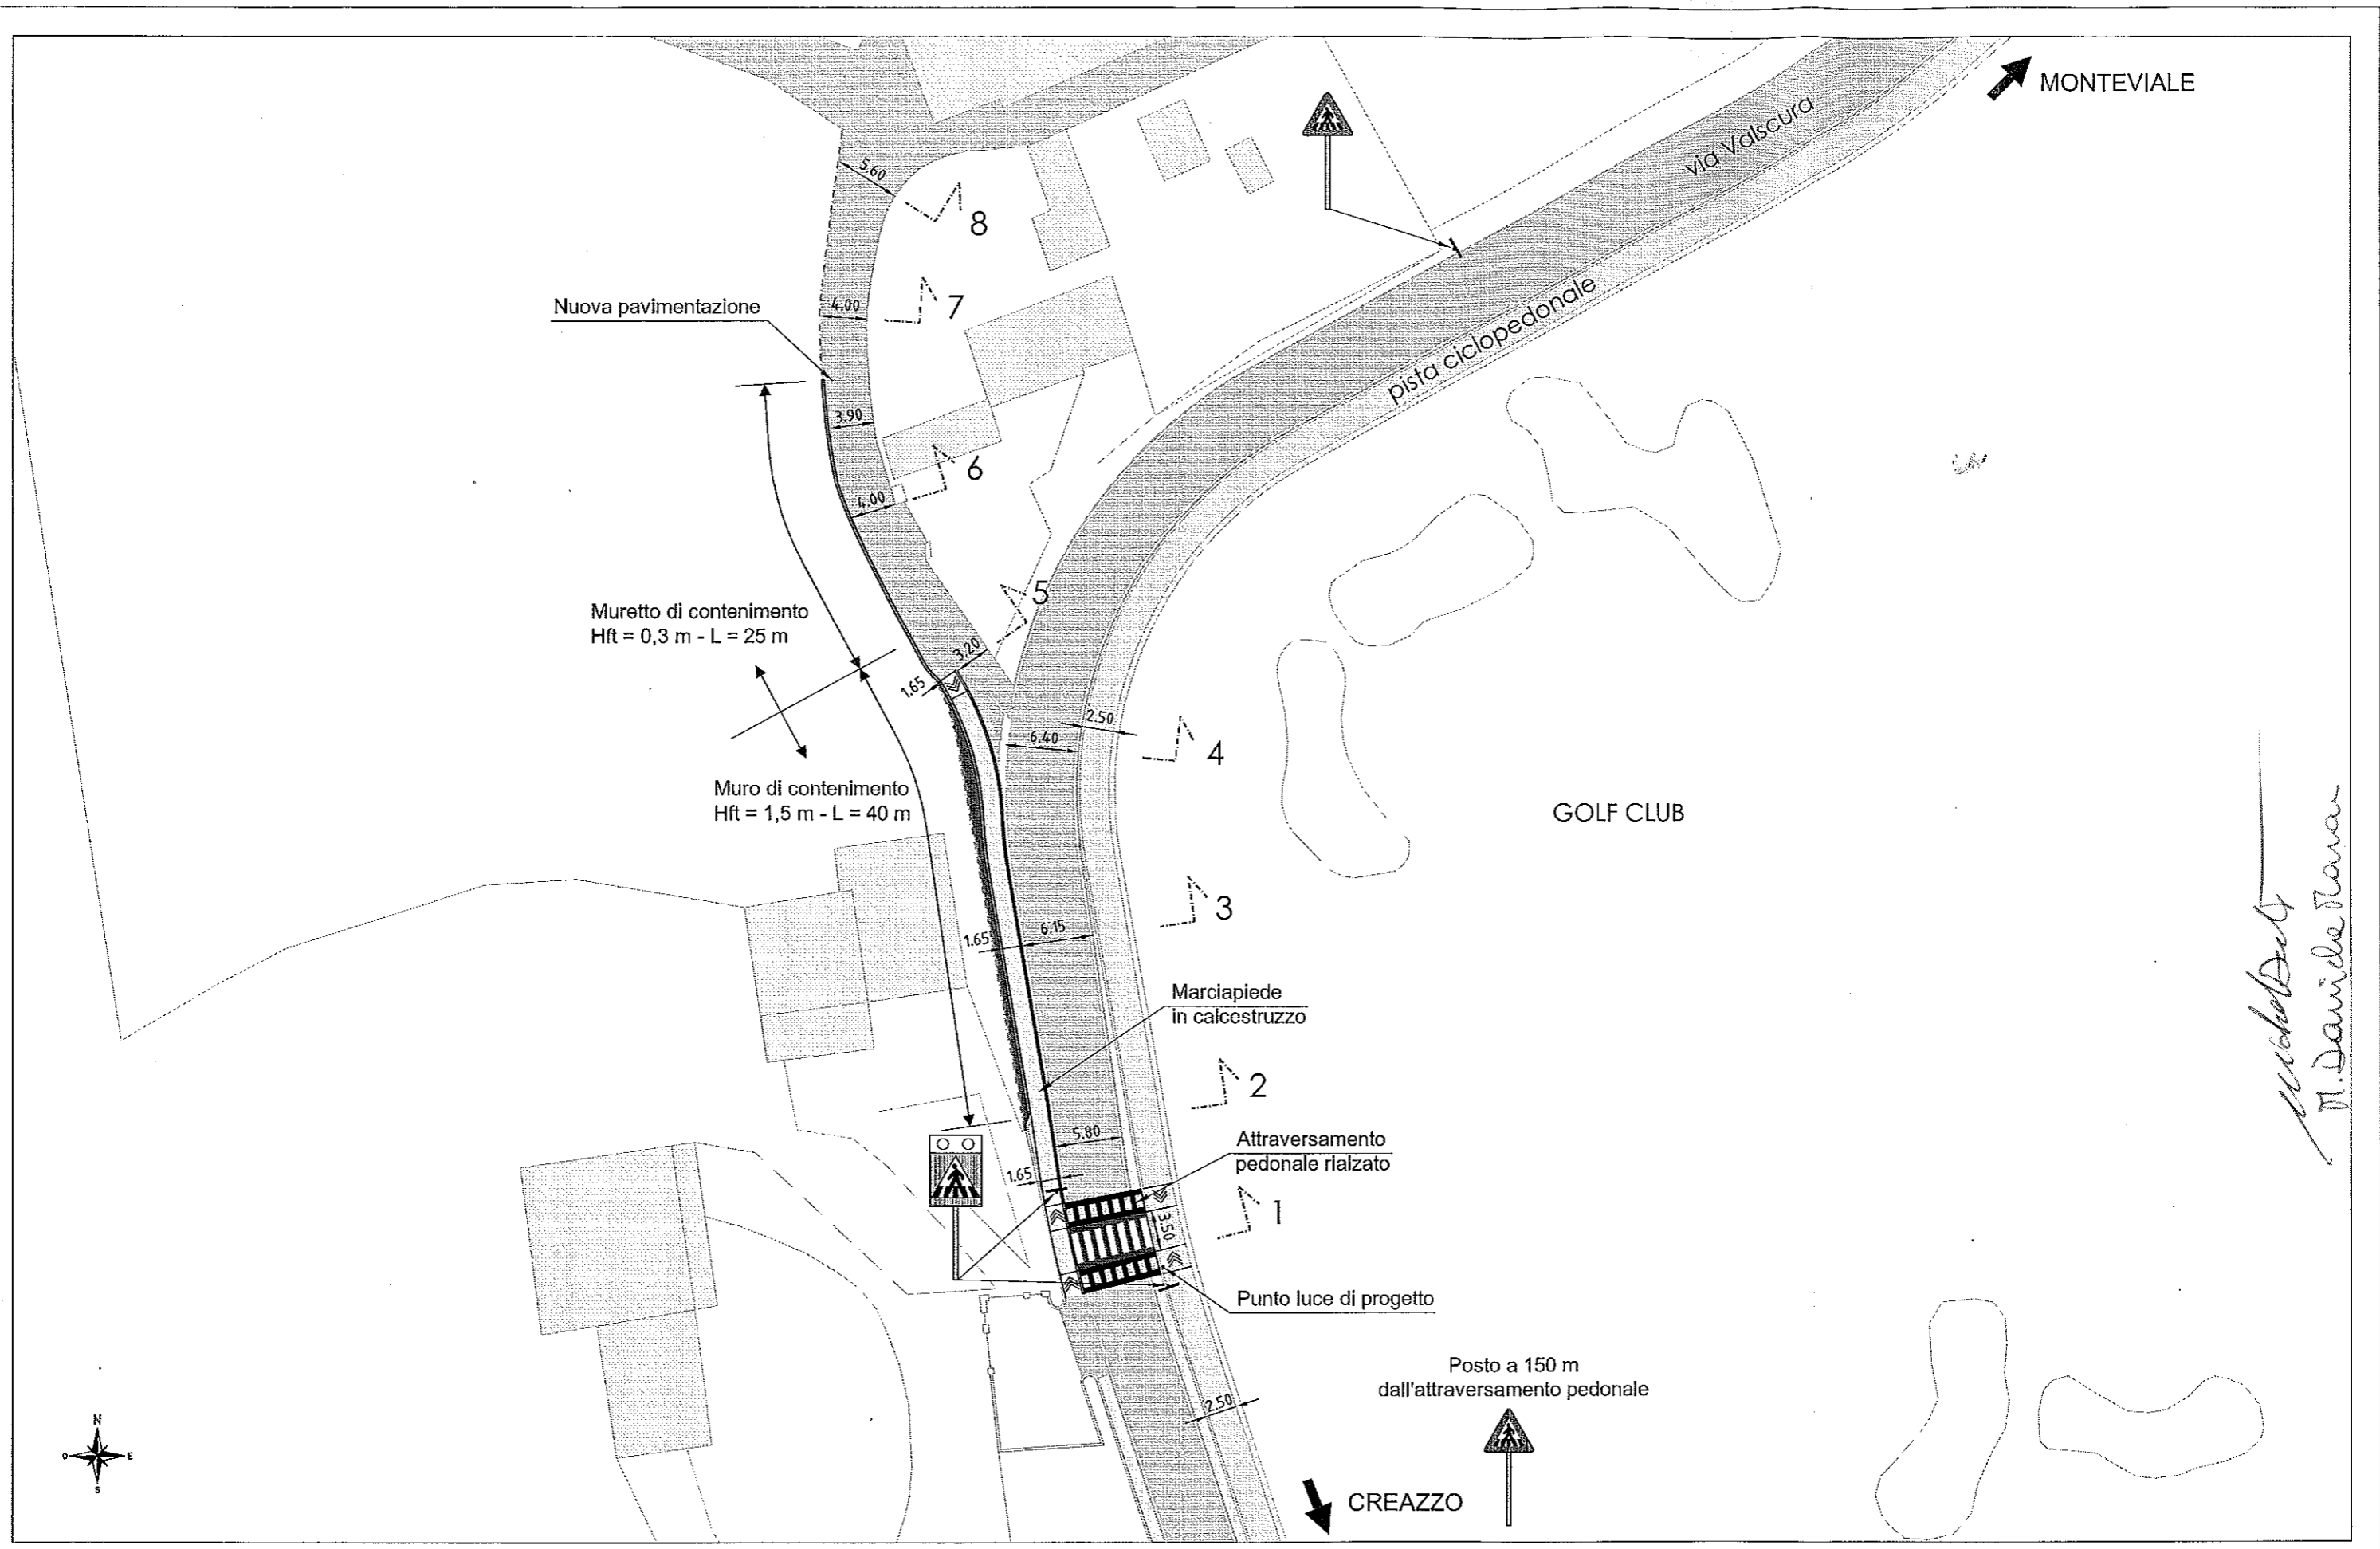 MONTEVIALE
via Valscura
5.60
8
pista ciclopedonale
Nuova pavimentazione
4.00
7
3.90
6
4.00
5
Muretto di contenimento
Hft = 0,3 m - L = 25 m
3.20
1.65
2.50
6.40
4
Muro di contenimento
Hft = 1,5 m - L = 40 m
GOLF CLUB
3
1.65
6.15
Marciapiede
in calcestruzzo
2
5.80
Attraversamento
pedonale rialzato
1.65
3.50
1
Punto luce di progetto
Posto a 150 m
dall'attraversamento pedonale
2.50
CREAZZO
N
O
E
S